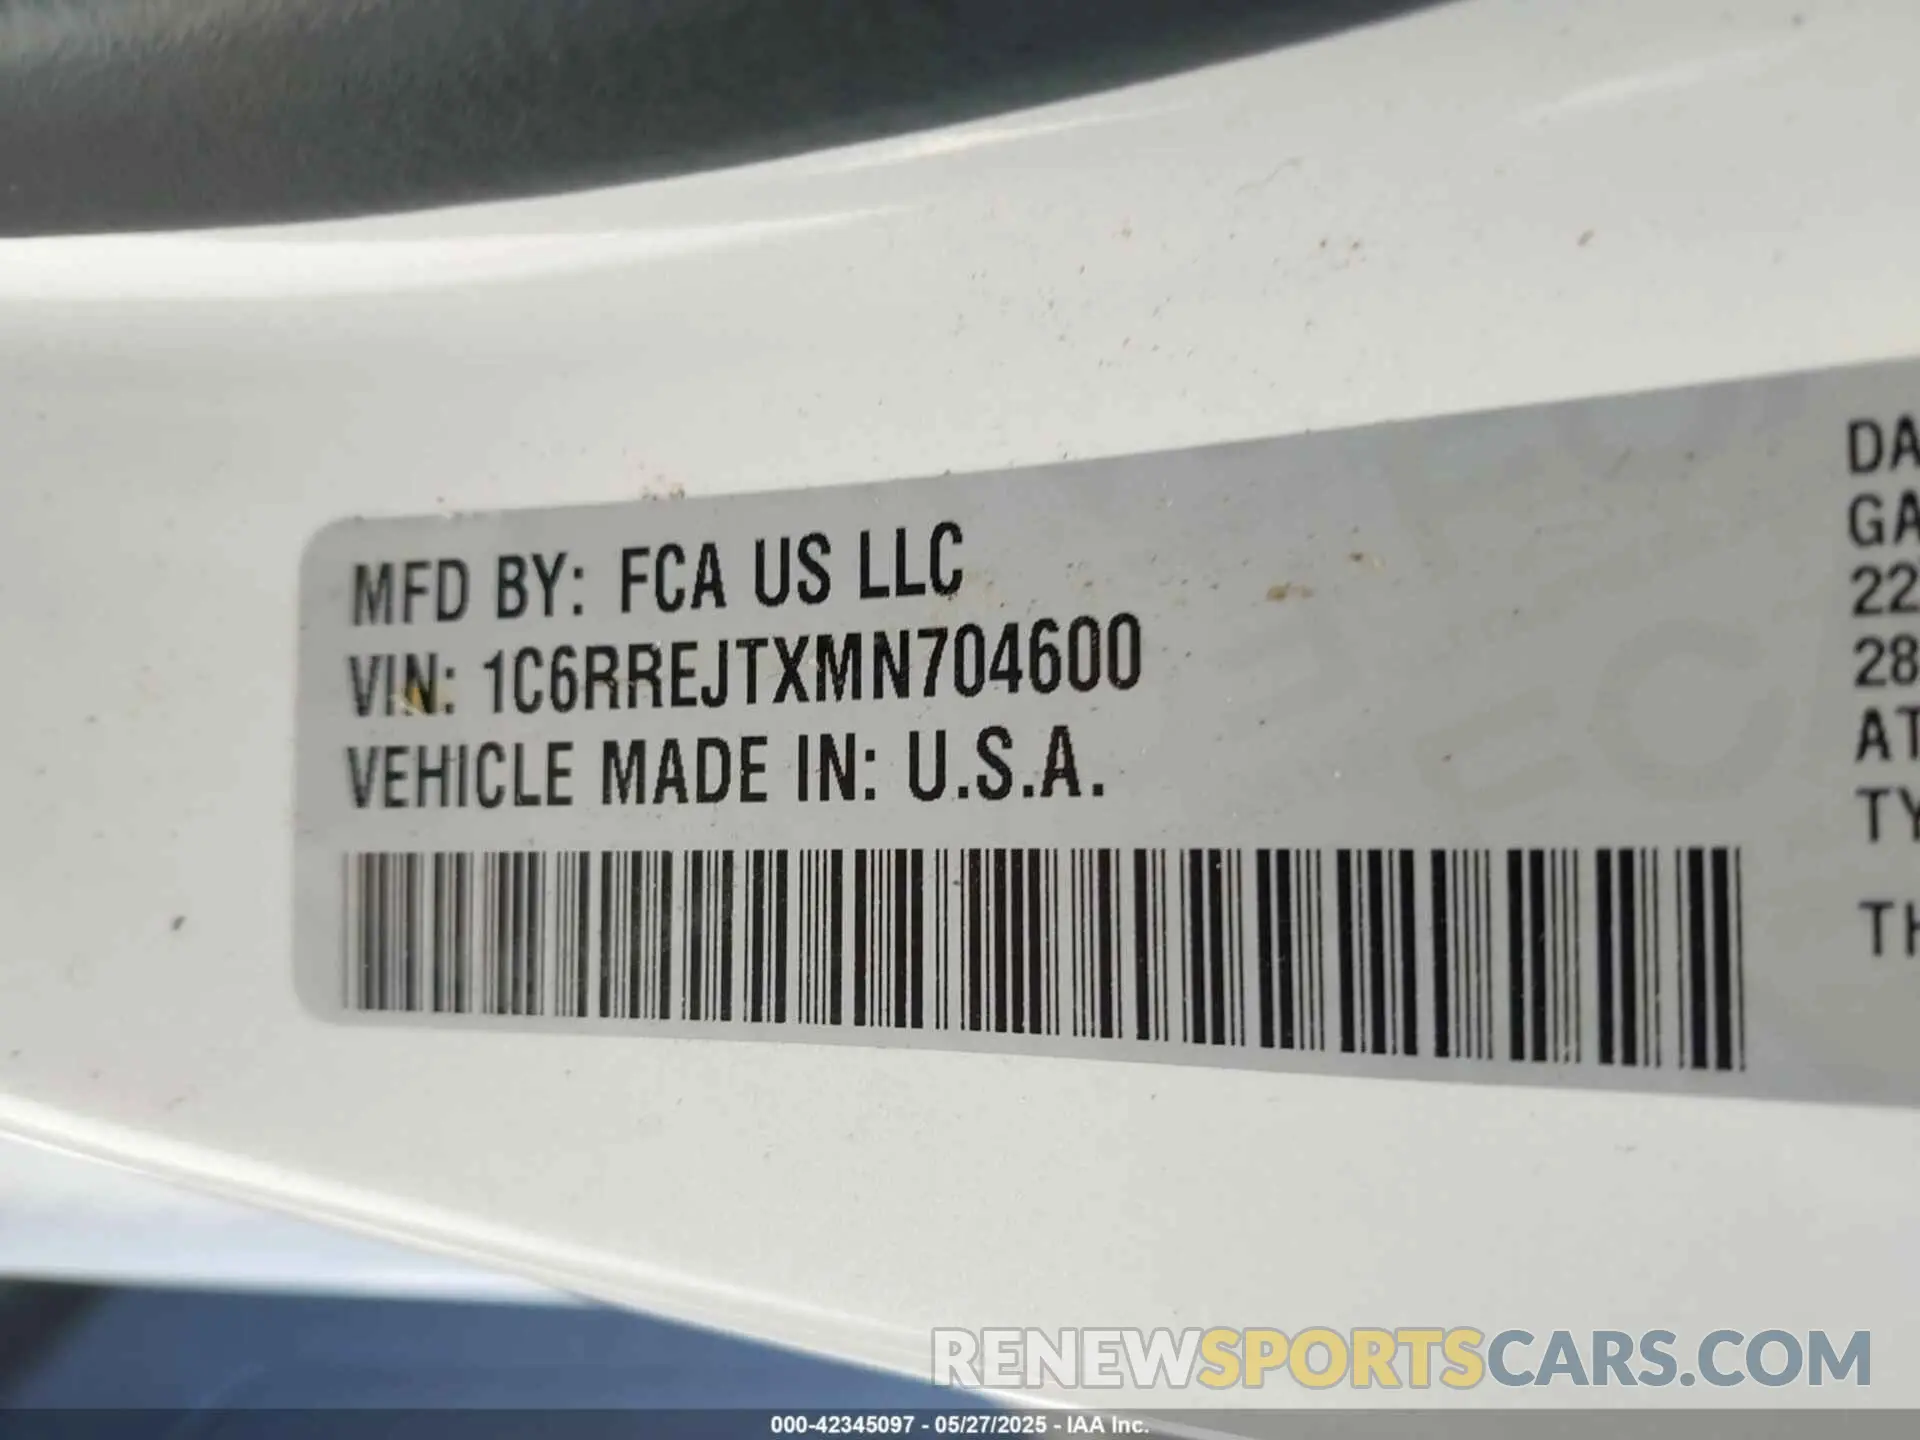 MFD BY: FCA US LLC
VIN: 1C6RREJTXMN704600
VEHICLE MADE IN: U.S.A.
DA
GA
22
28
AT
TY
TH
RENEWSPORTSCARS.COM
000-42345097 - 05/27/2025 - IAA Inc.